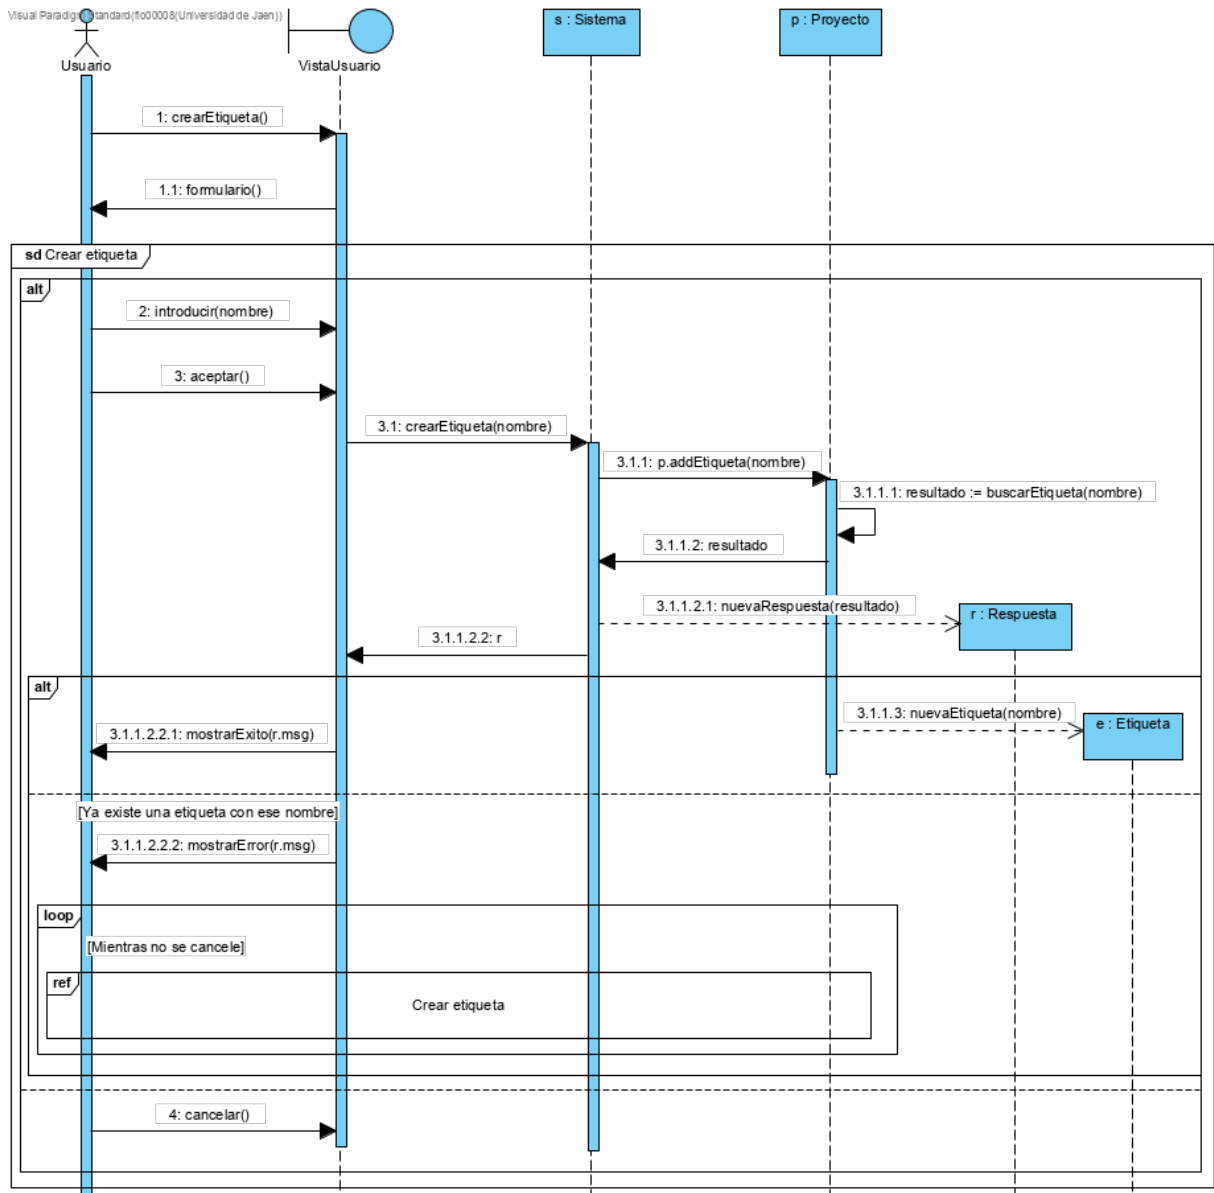 Visual Paradigm Standard(flo00008(Universidad de Jaen))
Usuario
VistaUsuario
s : Sistema
p : Proyecto
1: crearEtiqueta()
1.1: formulario()
sd Crear etiqueta
alt
2: introducir(nombre)
3: aceptar()
3.1: crearEtiqueta(nombre)
3.1.1: p.addEtiqueta(nombre)
3.1.1.1: resultado := buscarEtiqueta(nombre)
3.1.1.2: resultado
3.1.1.2.1: nuevaRespuesta(resultado)
r : Respuesta
3.1.1.2.2: r
alt
3.1.1.3: nuevaEtiqueta(nombre)
e : Etiqueta
3.1.1.2.2.1: mostrarExito(r.msg)
[Ya existe una etiqueta con ese nombre]
3.1.1.2.2.2: mostrarError(r.msg)
loop
[Mientras no se cancele]
ref
Crear etiqueta
4: cancelar()